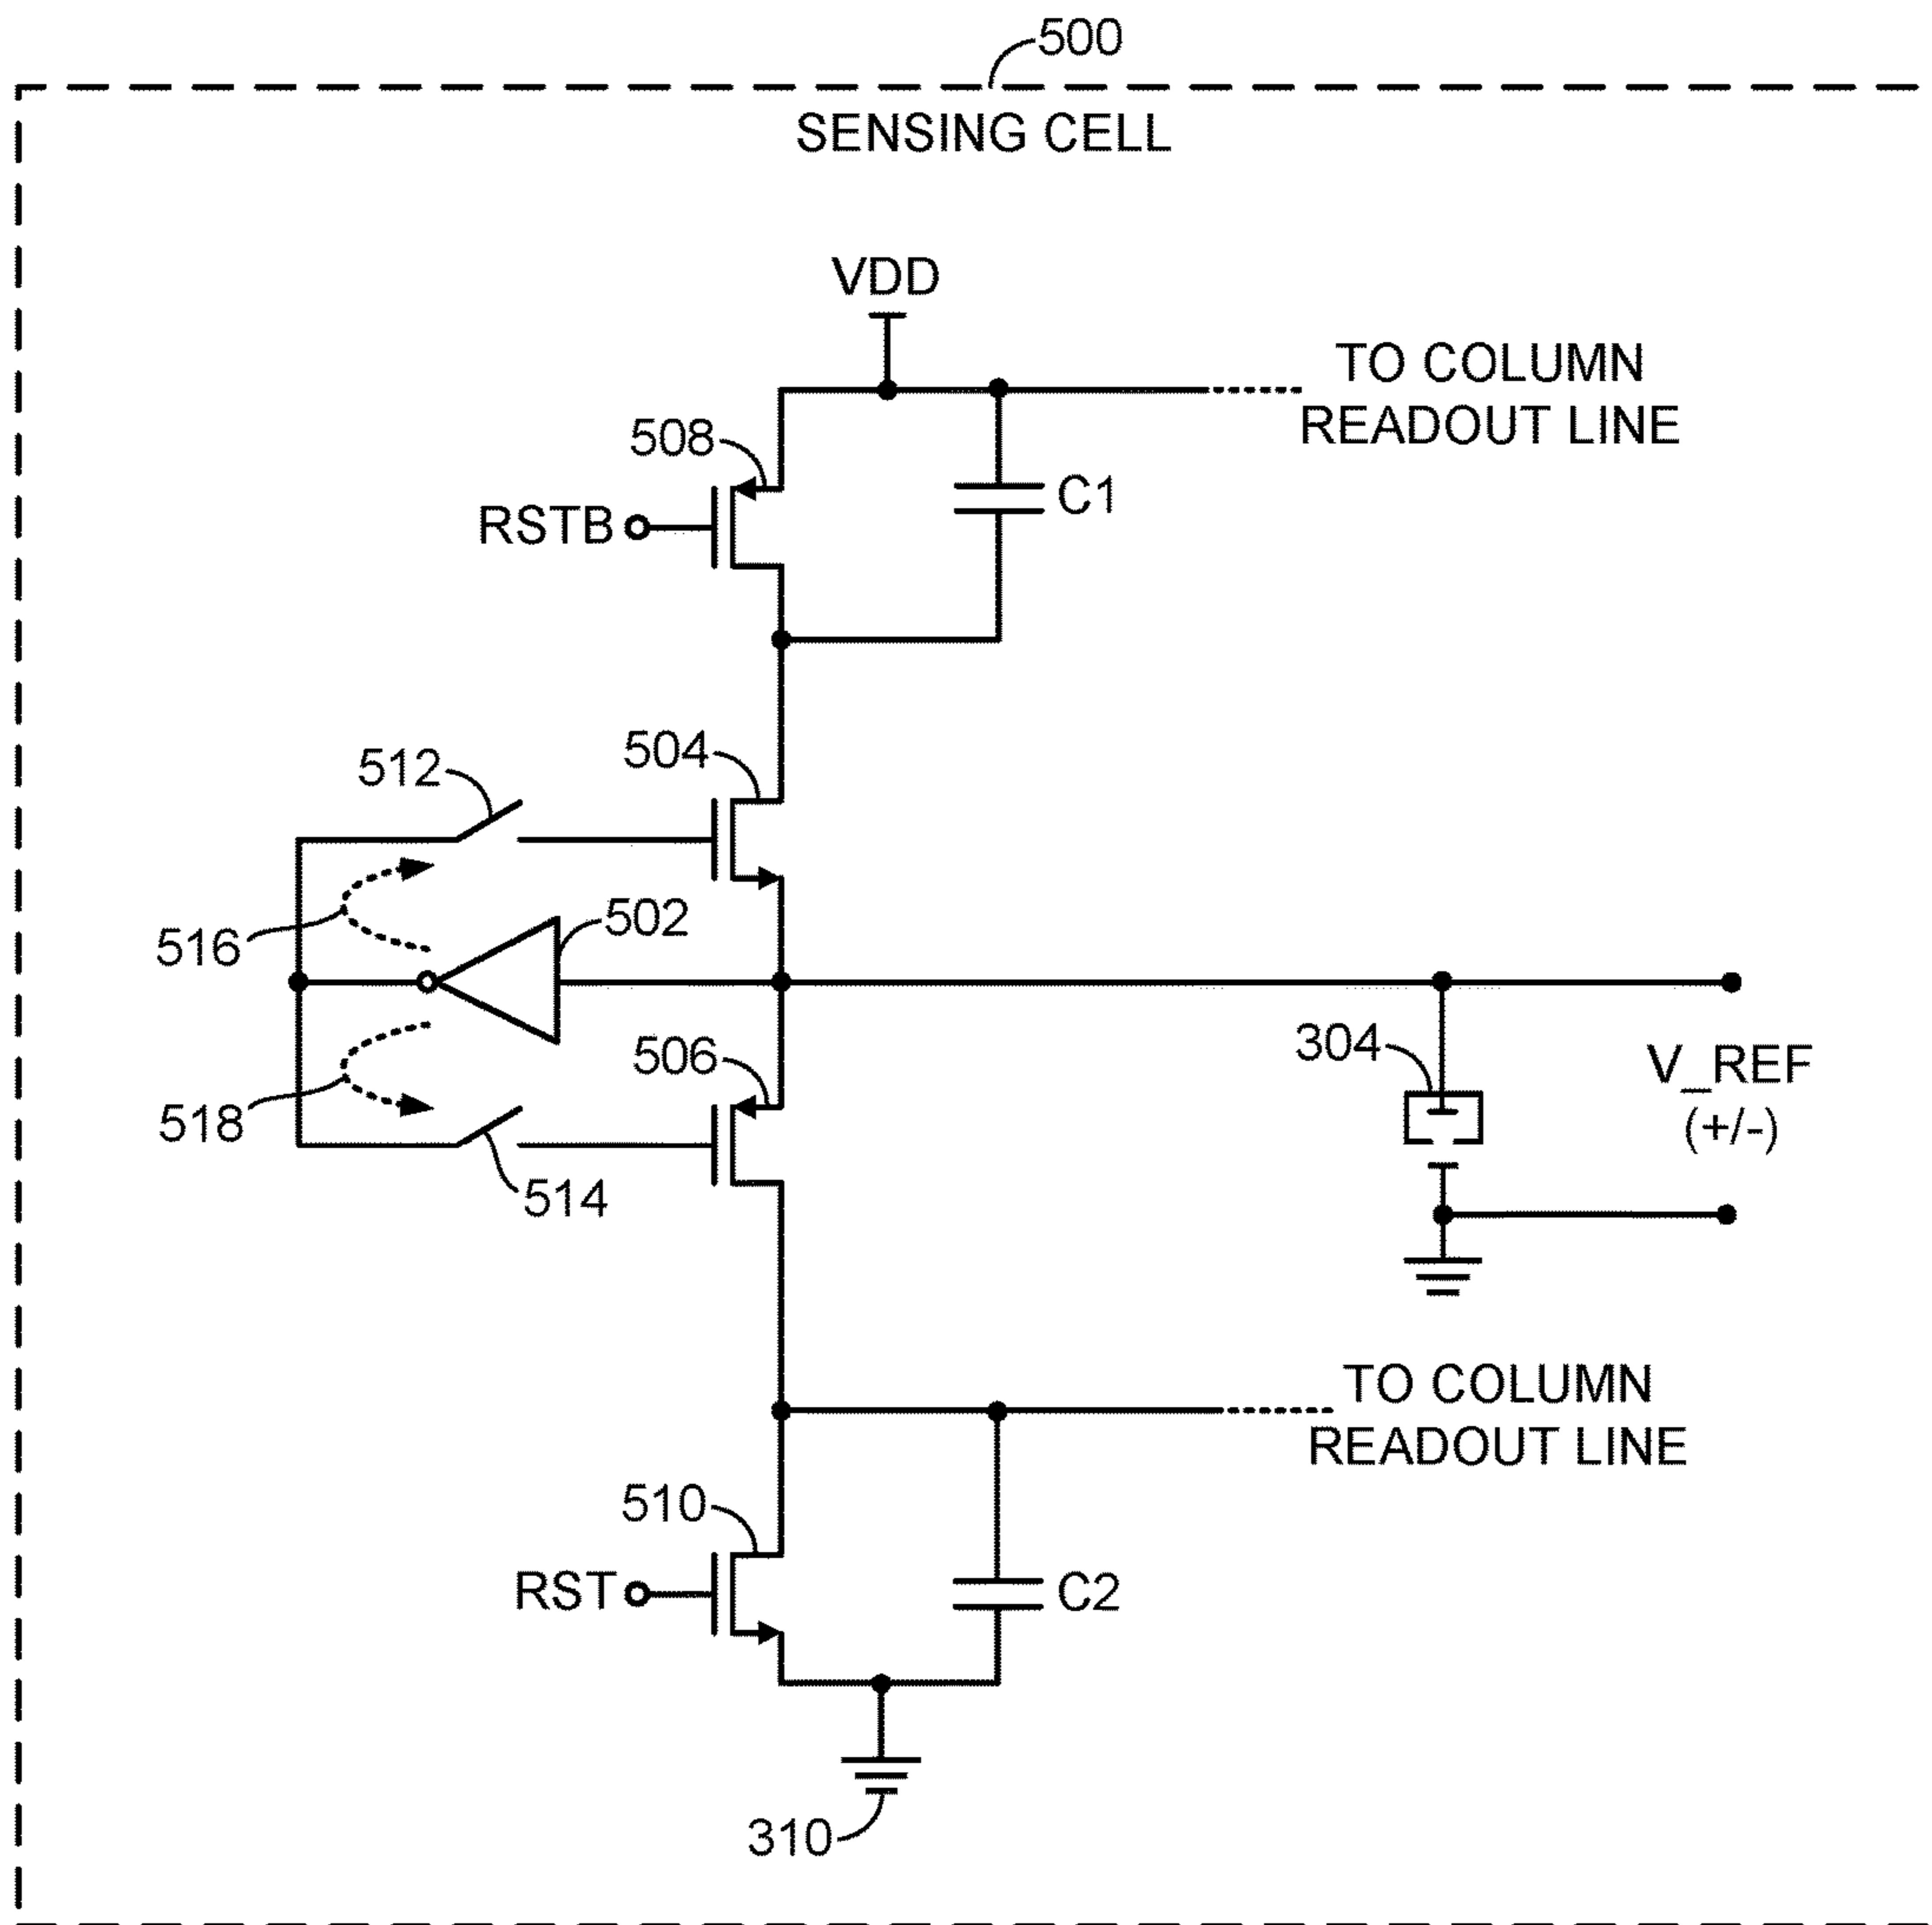 500
SENSING CELL
VDD
TO COLUMN
READOUT LINE
508
RSTB
C1
504
512
516
502
506
304
V_REF
(+/-)
518
514
TO COLUMN
READOUT LINE
510
RST
C2
310